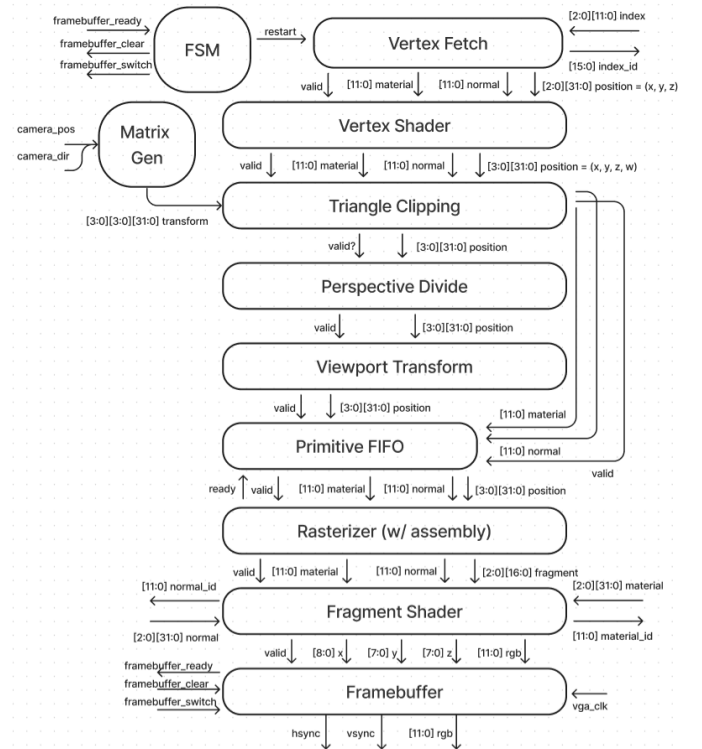 framebuffer_ready
framebuffer_clear
framebuffer_switch
FSM
restart
Vertex Fetch
[2:0][11:0] index
[15:0] index_id
valid
[11:0] material
[11:0] normal
[2:0][31:0] position = (x, y, z)
camera_pos
camera_dir
Matrix
Gen
Vertex Shader
valid
[11:0] material
[11:0] normal
[3:0][31:0] position = (x, y, z, w)
[3:0][3:0][31:0] transform
Triangle Clipping
valid?
[3:0][31:0] position
Perspective Divide
valid
[3:0][31:0] position
Viewport Transform
valid
[3:0][31:0] position
[11:0] material
Primitive FIFO
[11:0] normal
valid
ready
valid
[11:0] material
[11:0] normal
[3:0][31:0] position
Rasterizer (w/ assembly)
valid
[11:0] material
[11:0] normal
[2:0][16:0] fragment
[11:0] normal_id
[2:0][31:0] normal
Fragment Shader
[2:0][31:0] material
[11:0] material_id
valid
[8:0] x
[7:0] y
[7:0] z
[11:0] rgb
framebuffer_ready
framebuffer_clear
framebuffer_switch
Framebuffer
vga_clk
hsync
vsync
[11:0] rgb